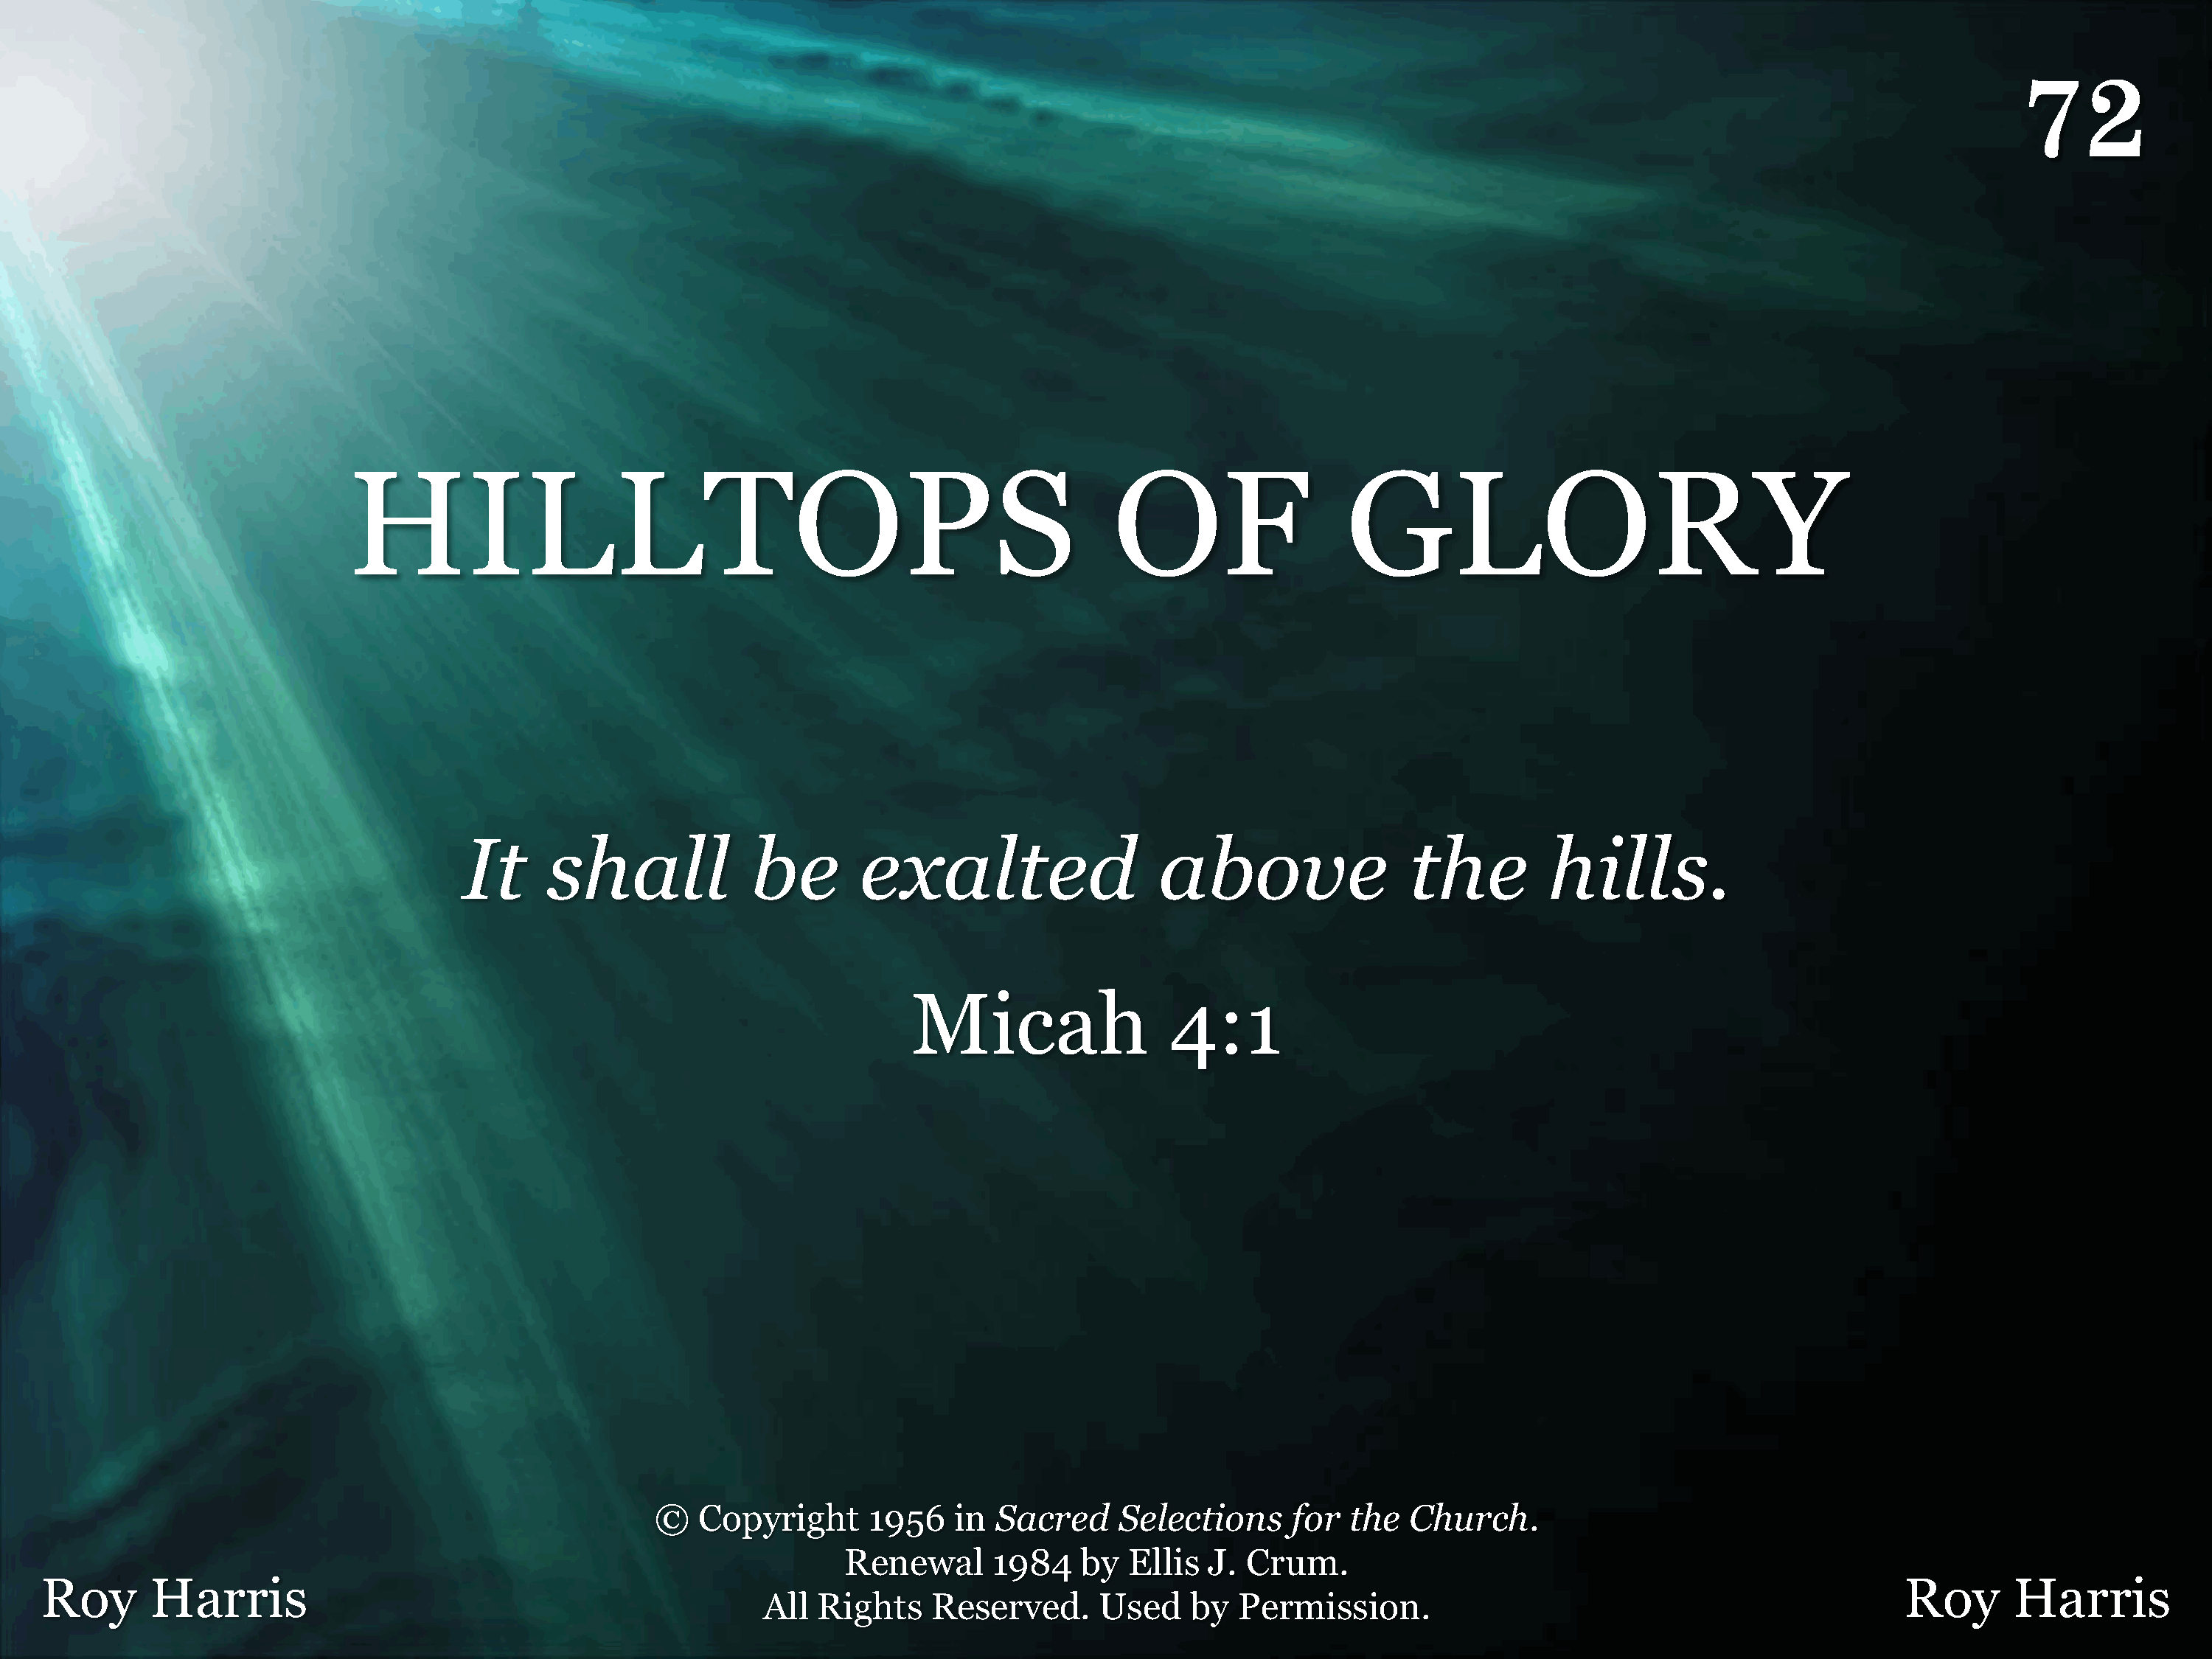 72
HILLTOPS OF GLORY
It shall be exalted above the hills.
Micah 4:1
© Copyright 1956 in Sacred Selections for the Church.
Renewal 1984 by Ellis J. Crum.
All Rights Reserved. Used by Permission.
Roy Harris
Roy Harris